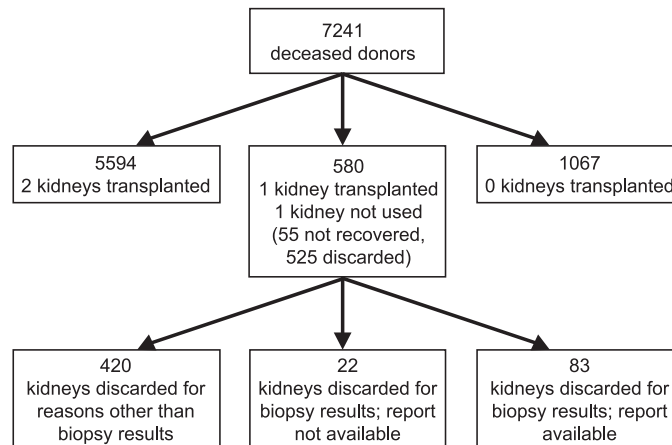 7241
deceased donors
5594
2 kidneys transplanted
580
1 kidney transplanted
1 kidney not used
(55 not recovered,
525 discarded)
1067
0 kidneys transplanted
420
kidneys discarded for
reasons other than
biopsy results
22
kidneys discarded for
biopsy results; report
not available
83
kidneys discarded for
biopsy results; report
available